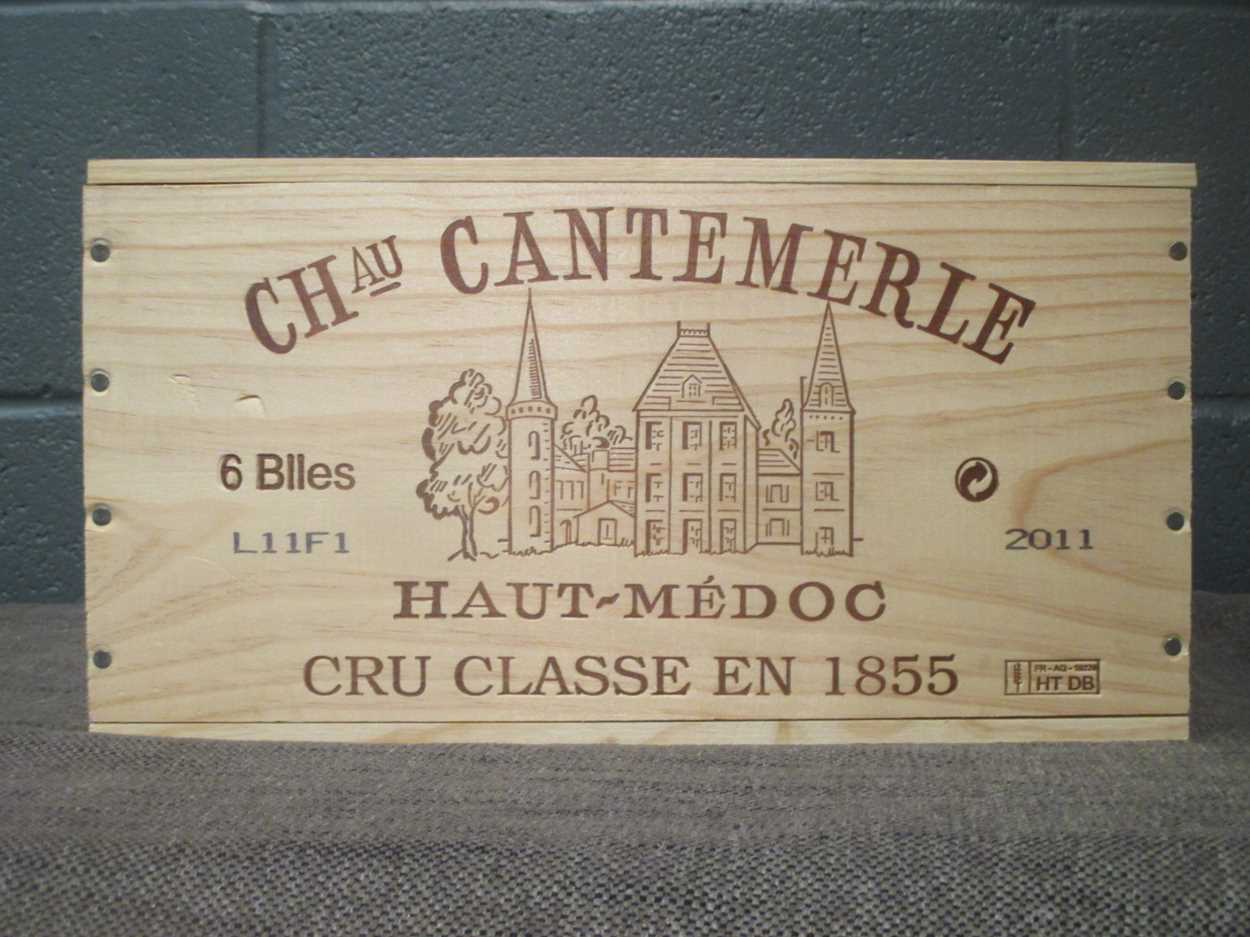 CHAU CANTEMERLE
6 Blles
L11F1
2011
HAUT-MÉDOC
CRU CLASSE EN 1855
HT DB